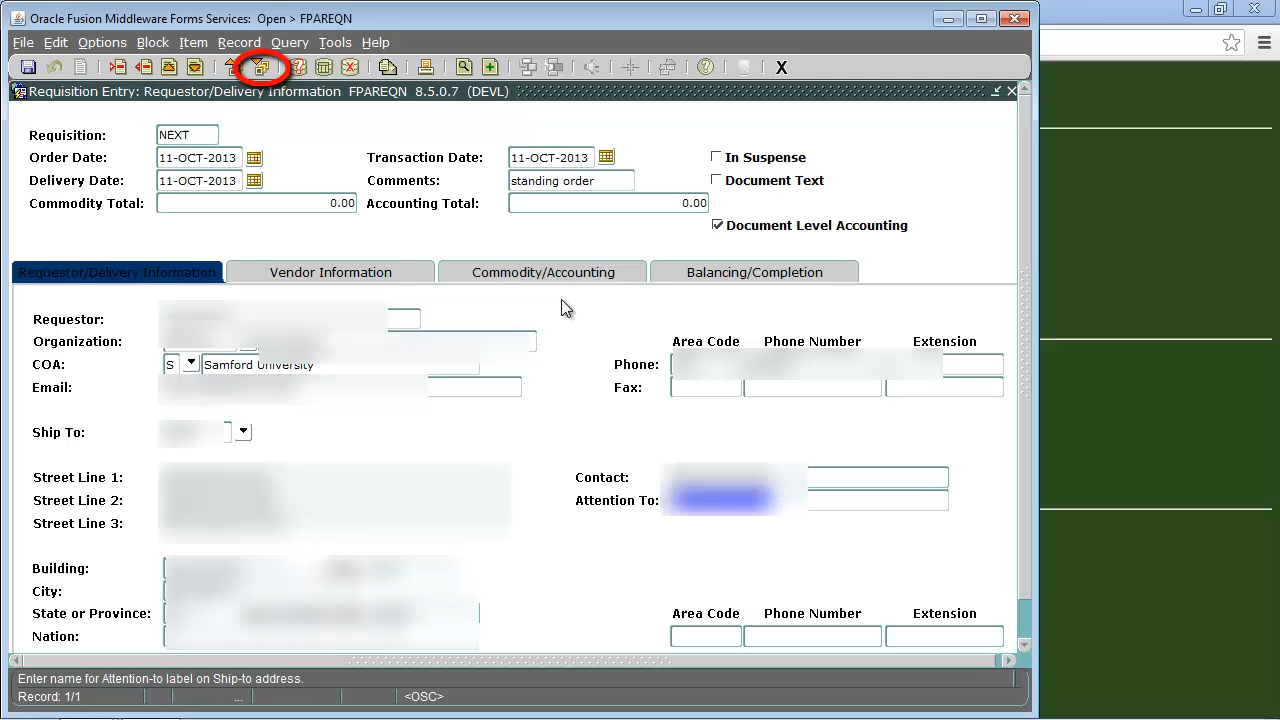 Oracle Fusion Middleware Forms Services: Open > FPAREQN
File Edit Options Block Item Record Query Tools Help
X
Requisition Entry: Requestor/Delivery Information FPAREQN 8.5.0.7 (DEVL)
Requisition: NEXT
Order Date: 11-OCT-2013 Transaction Date: 11-OCT-2013 In Suspense
Delivery Date: 11-OCT-2013 Comments: standing order Document Text
Commodity Total: 0.00 Accounting Total: 0.00
Document Level Accounting
Requestor/Delivery Information Vendor Information Commodity/Accounting Balancing/Completion
Requestor:
Organization: Area Code Phone Number Extension
COA: S Samford University Phone:
Email: Fax:
Ship To:
Street Line 1: Contact:
Street Line 2: Attention To:
Street Line 3:
Building:
City:
State or Province: Area Code Phone Number Extension
Nation:
Enter name for Attention-to label on Ship-to address.
Record: 1/1 ... <OSC>